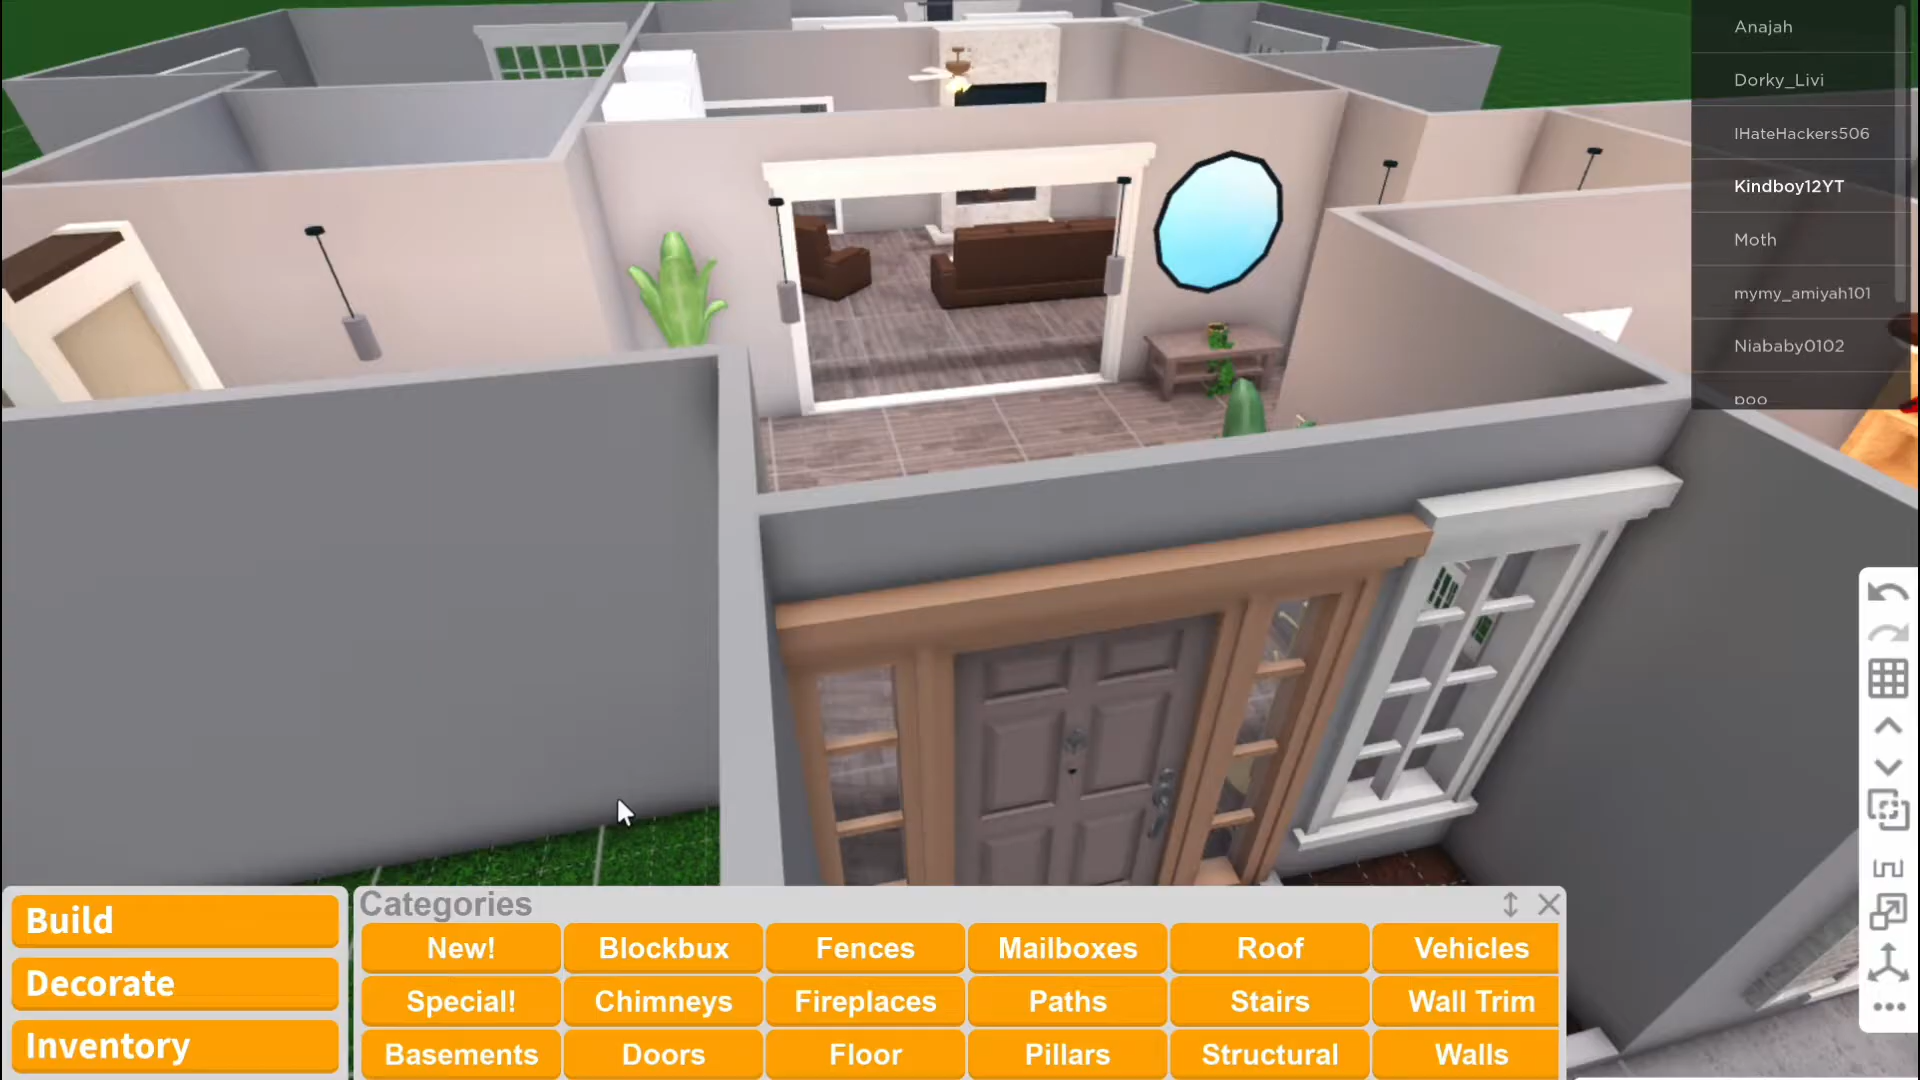 Anajah
Dorky_Livi
IHateHackers506
Kindboy12YT
Moth
mymy_amiyah101
Niababy0102
poo
Build
Decorate
Inventory
Categories
New! Blockbux Fences Mailboxes Roof Vehicles
Special! Chimneys Fireplaces Paths Stairs Wall Trim
Basements Doors Floor Pillars Structural Walls